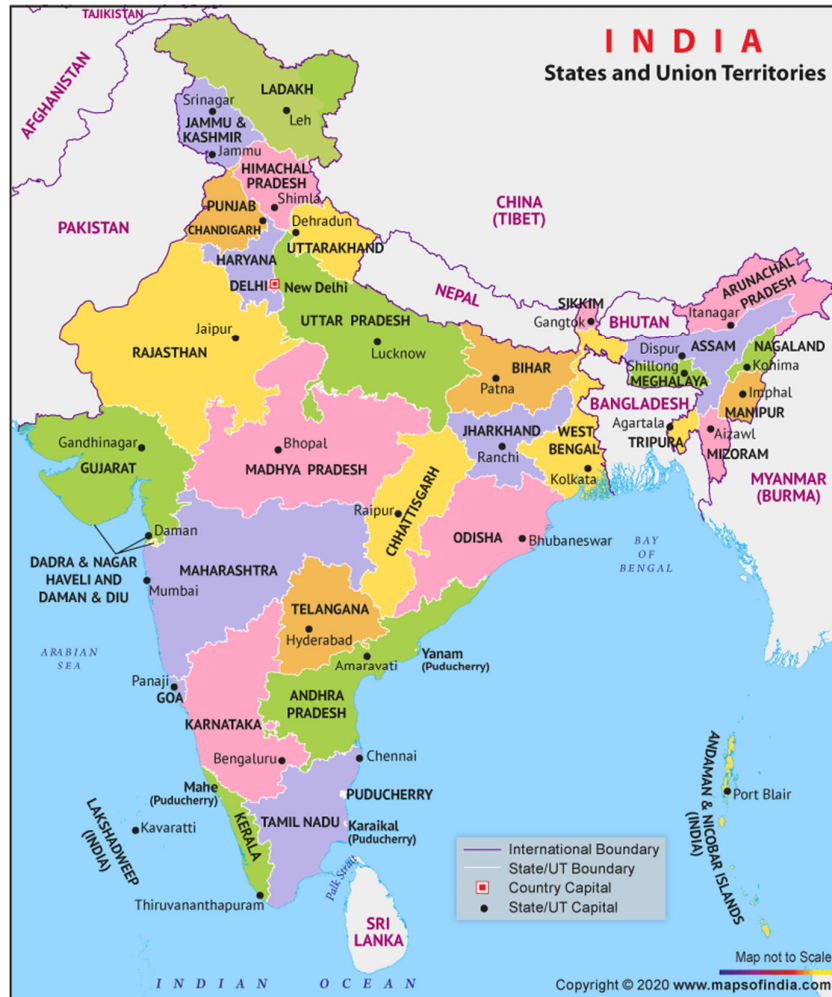 TAJIKISTAN
INDIA
States and Union Territories
AFGHANISTAN
LADAKH
Srinagar
Leh
JAMMU &
KASHMIR
Jammu
HIMACHAL
PRADESH
Shimla
CHINA
(TIBET)
PAKISTAN
PUNJAB
CHANDIGARH
Dehradun
UTTARAKHAND
HARYANA
DELHI
New Delhi
NEPAL
SIKKIM
Gangtok
BHUTAN
ARUNACHAL
PRADESH
Itanagar
Jaipur
RAJASTHAN
UTTAR PRADESH
Lucknow
BIHAR
Patna
Dispur
ASSAM
NAGALAND
Shillong
MEGHALAYA
Kohima
Imphal
MANIPUR
BANGLADESH
Agartala
TRIPURA
Aizawl
MIZORAM
MYANMAR
(BURMA)
Gandhinagar
GUJARAT
Bhopal
MADHYA PRADESH
JHARKHAND
Ranchi
WEST
BENGAL
Kolkata
Raipur
CHHATTISGARH
ODISHA
Bhubaneswar
BAY
OF
BENGAL
Daman
DADRA & NAGAR
HAVELI AND
DAMAN & DIU
MAHARASHTRA
Mumbai
TELANGANA
Hyderabad
ARABIAN
SEA
Amaravati
Yanam
(Puducherry)
Panaji
GOA
ANDHRA
PRADESH
KARNATAKA
Bengaluru
Chennai
Mahe
(Puducherry)
PUDUCHERRY
TAMIL NADU
Karaikal
(Puducherry)
KERALA
LAKSHADWEEP
(INDIA)
Kavaratti
Thiruvananthapuram
Palk Strait
SRI
LANKA
ANDAMAN & NICOBAR ISLANDS
(INDIA)
Port Blair
International Boundary
State/UT Boundary
Country Capital
State/UT Capital
INDIAN OCEAN
Map not to Scale
Copyright © 2020 www.mapsofindia.com